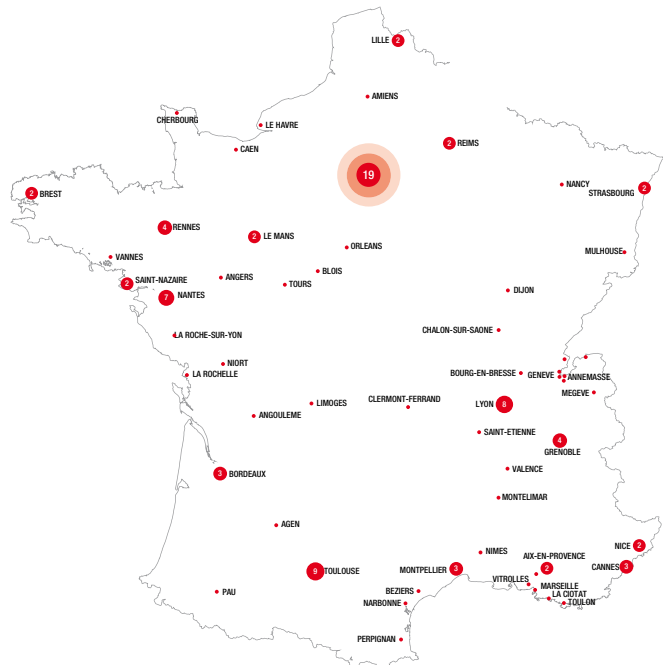 LILLE 2
AMIENS
CHERBOURG
LE HAVRE
CAEN
2 REIMS
19
NANCY
STRASBOURG 2
2 BREST
4 RENNES
2 LE MANS
ORLEANS
MULHOUSE
VANNES
BLOIS
2 SAINT-NAZAIRE
ANGERS
TOURS
7 NANTES
DIJON
LA ROCHE-SUR-YON
CHALON-SUR-SAONE
NIORT
LA ROCHELLE
BOURG-EN-BRESSE
GENEVE
ANNEMASSE
MEGEVE
CLERMONT-FERRAND
LIMOGES
LYON 8
ANGOULEME
SAINT-ETIENNE
4
GRENOBLE
3 BORDEAUX
VALENCE
MONTELIMAR
AGEN
NICE 2
NIMES
AIX-EN-PROVENCE
2
9 TOULOUSE
MONTPELLIER 3
CANNES 3
VITROLLES
MARSEILLE
PAU
BEZIERS
LA CIOTAT
NARBONNE
TOULON
PERPIGNAN